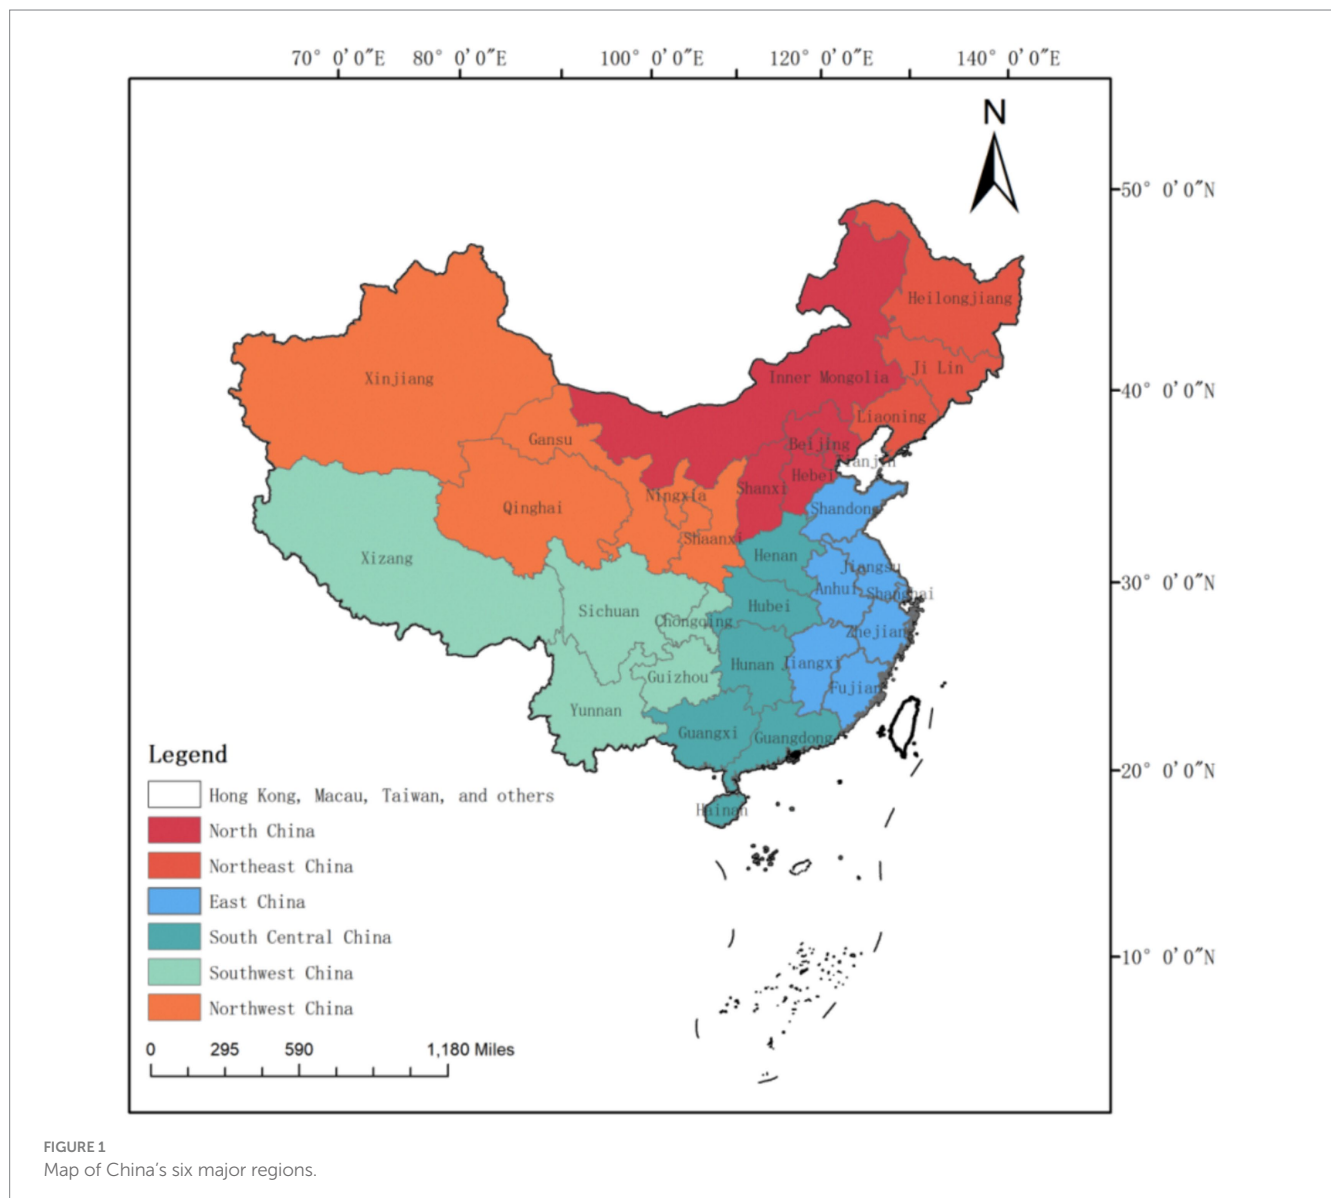 70° 0′0″E 80° 0′0″E 100° 0′0″E 120° 0′0″E 140° 0′0″E
N
50° 0′0″N
40° 0′0″N
30° 0′0″N
20° 0′0″N
10° 0′0″N
Heilongjiang
Ji Lin
Liaoning
Inner Mongolia
Xinjiang
Gansu
Beijing
Tianjin
Hebei
Shanxi
Ningxia
Qinghai
Shandong
Shaanxi
Henan
Xizang
Jiangsu
Anhui
Shanghai
Hubei
Sichuan
Chongqing
Zhejiang
Hunan
Jiangxi
Guizhou
Fujian
Yunnan
Guangxi
Guangdong
Hainan
Legend
Hong Kong, Macau, Taiwan, and others
North China
Northeast China
East China
South Central China
Southwest China
Northwest China
0 295 590 1,180 Miles
FIGURE 1
Map of China’s six major regions.